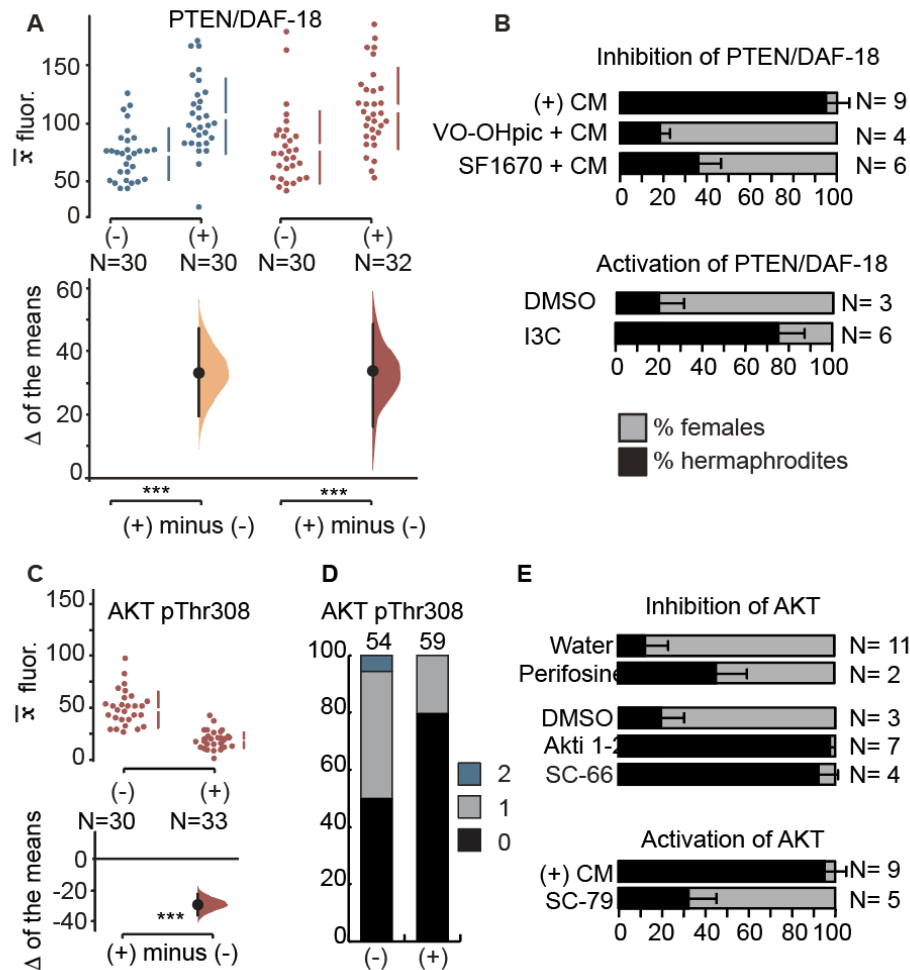 A
PTEN/DAF-18
x̅ fluor.
150
100
50
0
(-) (+) (-) (+)
N=30 N=30 N=30 N=32
Δ of the means
60
40
20
0
*** ***
(+) minus (-) (+) minus (-)
B
Inhibition of PTEN/DAF-18
(+) CM N= 9
VO-OHpic + CM N= 4
SF1670 + CM N= 6
0 20 40 60 80 100
Activation of PTEN/DAF-18
DMSO N= 3
I3C N= 6
0 20 40 60 80 100
% females
% hermaphrodites
C
AKT pThr308
x̅ fluor.
150
100
50
0
(-) (+)
N=30 N=33
Δ of the means
0
-20
-40
***
(+) minus (-)
D
AKT pThr308
54 59
100
80
60
40
20
0
(-) (+)
2
1
0
E
Inhibition of AKT
Water N= 11
Perifosine N= 2
DMSO N= 3
Akti 1-2 N= 7
SC-66 N= 4
Activation of AKT
(+) CM N= 9
SC-79 N= 5
0 20 40 60 80 100